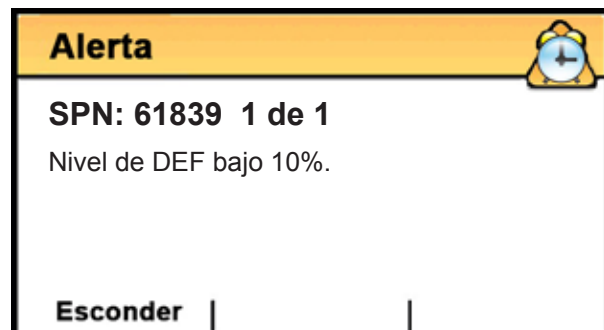 Alerta
SPN: 61839 1 de 1
Nivel de DEF bajo 10%.
Esconder